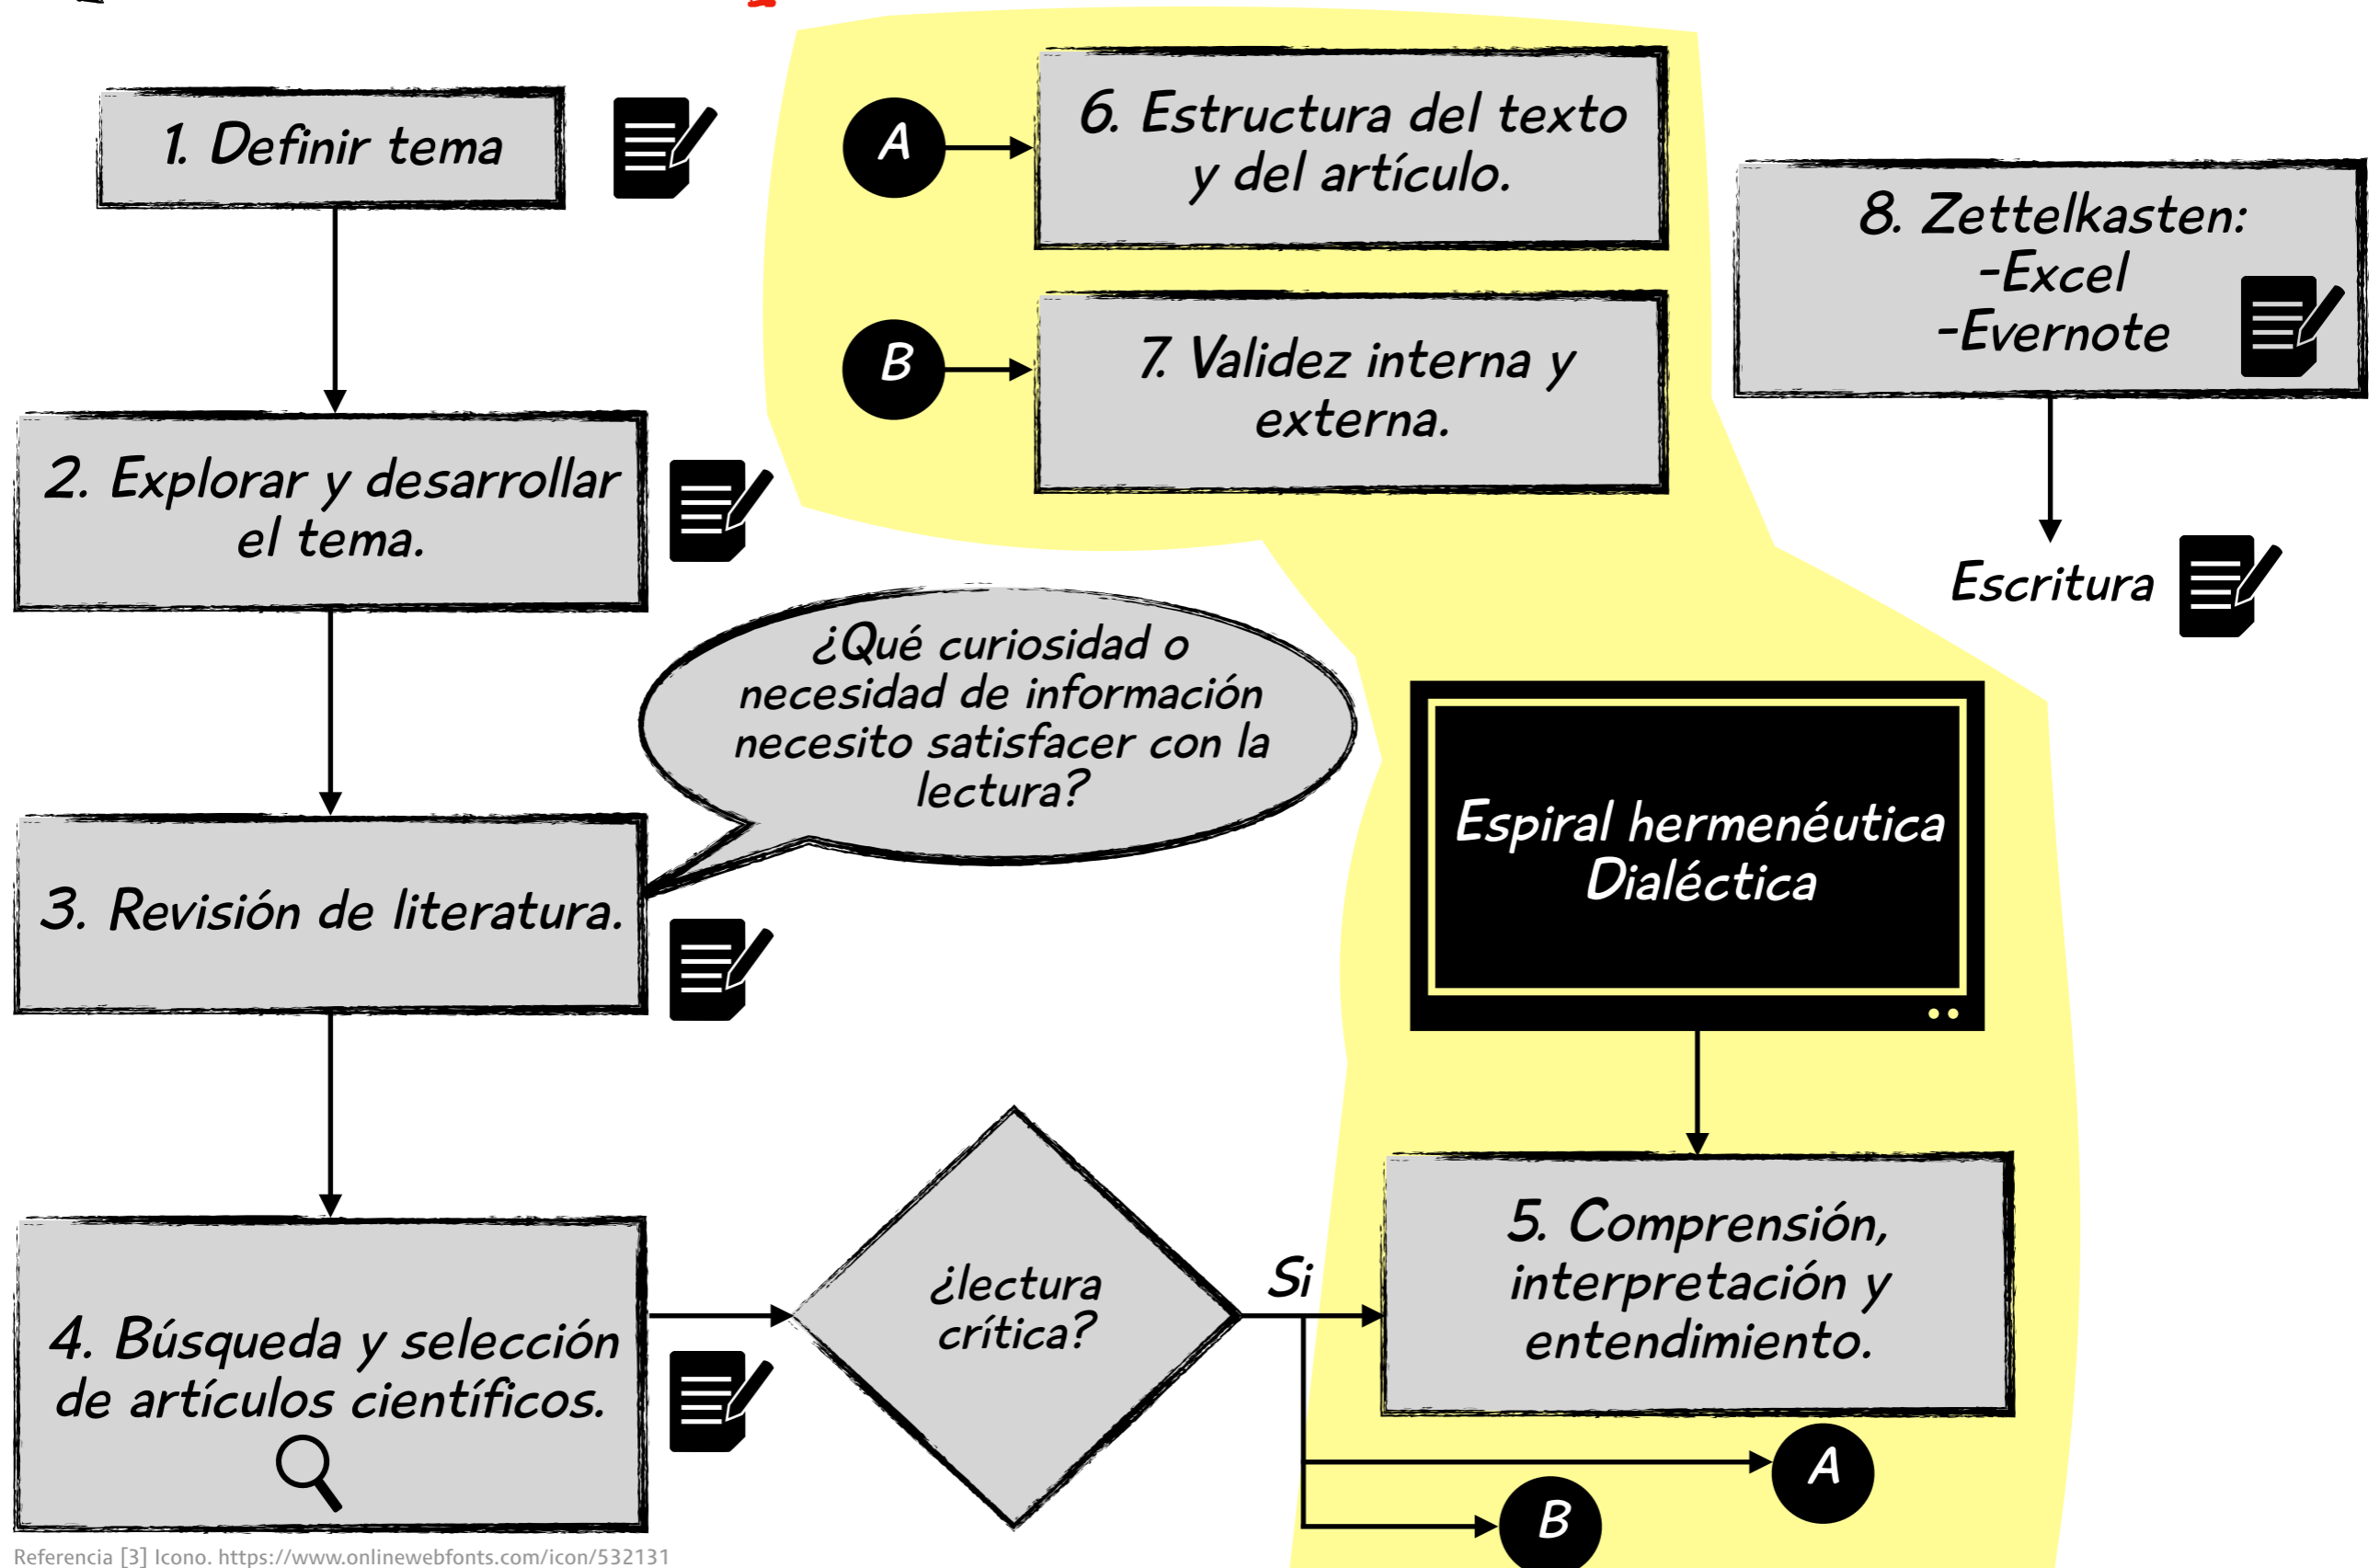 1. Definir tema
2. Explorar y desarrollar
el tema.
¿Qué curiosidad o
necesidad de información
necesito satisfacer con la
lectura?
3. Revisión de literatura.
4. Búsqueda y selección
de artículos científicos.
¿lectura
crítica?
Si
Espiral hermenéutica
Dialéctica
5. Comprensión,
interpretación y
entendimiento.
A
B
A
6. Estructura del texto
y del artículo.
B
7. Validez interna y
externa.
8. Zettelkasten:
-Excel
-Evernote
Escritura
Referencia [3] Icono. https://www.onlinewebfonts.com/icon/532131